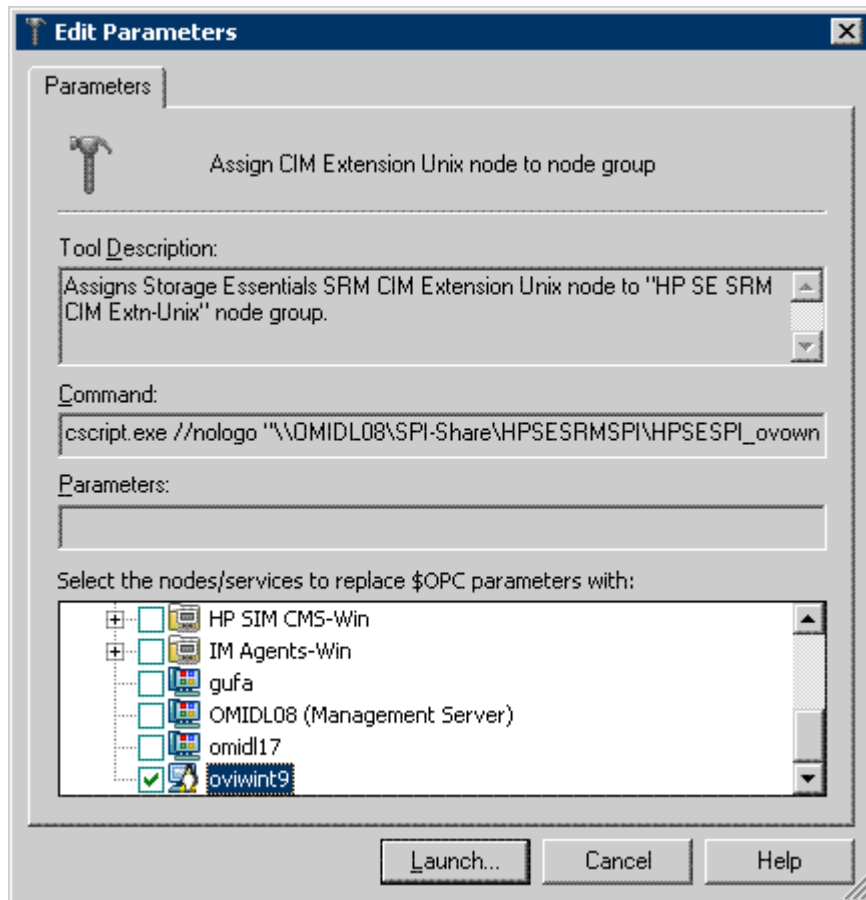 Edit Parameters
Parameters
Assign CIM Extension Unix node to node group
Tool Description:
Assigns Storage Essentials SRM CIM Extension Unix node to "HP SE SRM
CIM Extn-Unix" node group.
Command:
cscript.exe //nologo "\\OMIDL08\SPI-Share\HPSESRMSPI\HPSESPI_ovown
Parameters:
Select the nodes/services to replace $OPC parameters with:
HP SIM CMS-Win
IM Agents-Win
gufa
OMIDL08 (Management Server)
omidl17
oviwint9
Launch...
Cancel
Help